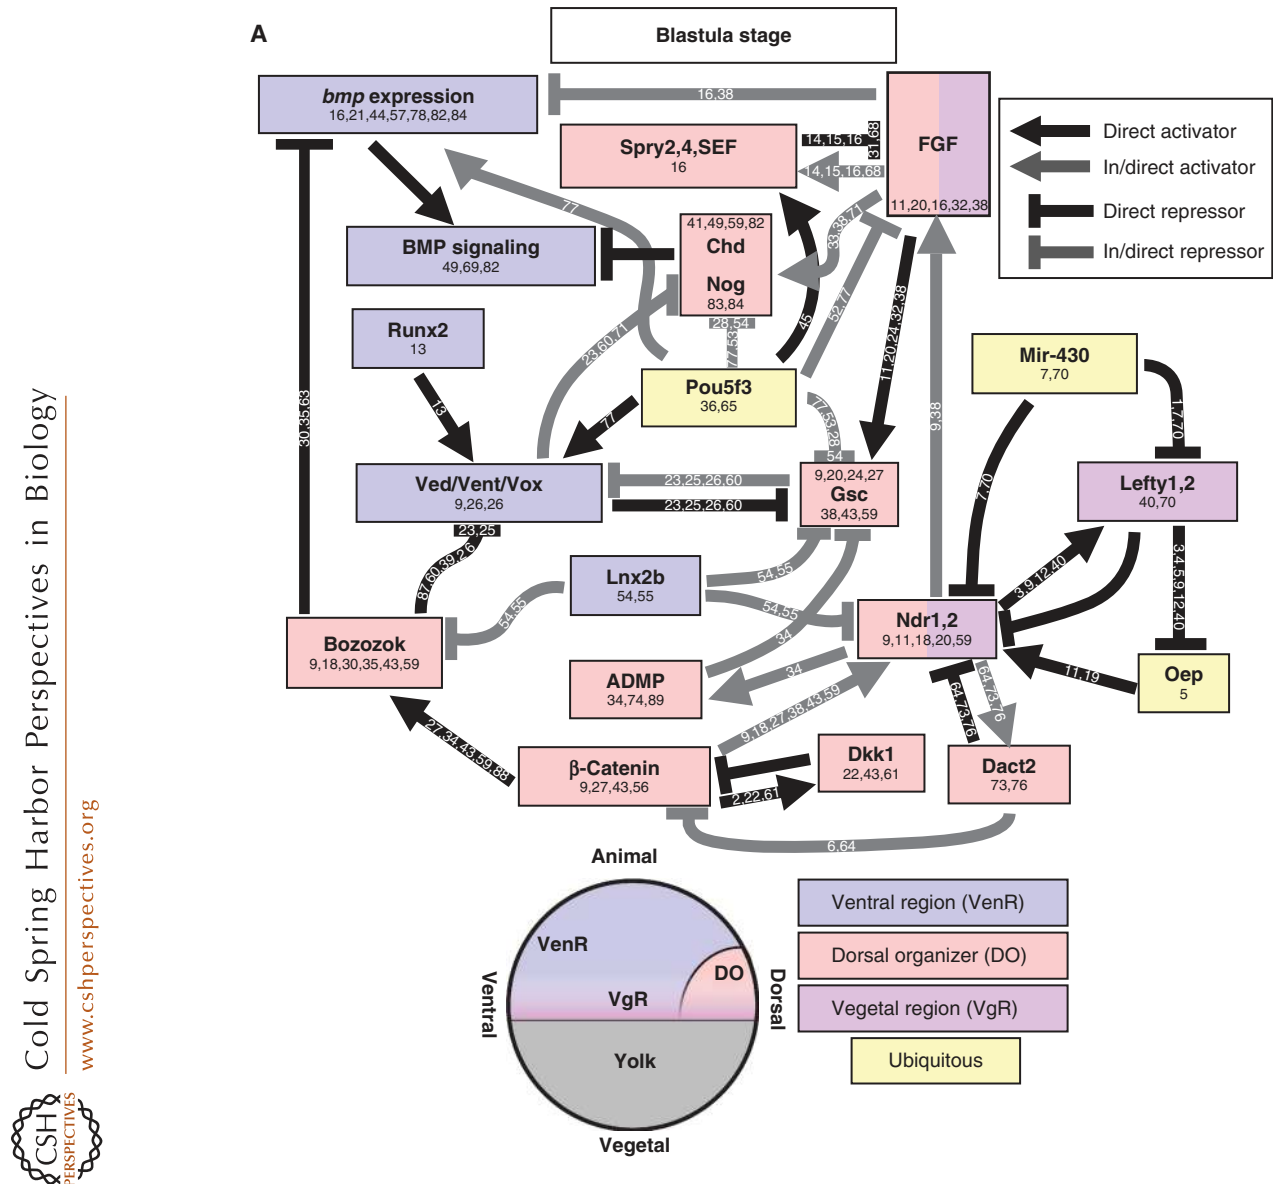 A
Blastula stage
bmp expression
16,21,44,57,78,82,84
16,38
Spry2,4,SEF
16
14,15,16
31,68
14,15,16,68
FGF
11,20,16,32,38
Direct activator
In/direct activator
Direct repressor
In/direct repressor
77
BMP signaling
49,69,82
41,49,59,82
Chd
Nog
83,84
33,38,71
28,54
77,53
45
52,77
11,20,24,32,38
9,38
Runx2
13
13
23,60,71
Pou5f3
36,65
77
77,53,28
54
Mir-430
7,70
1,7,70
7,70
30,35,63
Ved/Vent/Vox
9,26,26
23,25,26,60
23,25,26,60
9,20,24,27
Gsc
38,43,59
Lefty1,2
40,70
23,25
87,60,39,2,6
54,55
Lnx2b
54,55
54,55
54,55
34
3,9,12,40
3,4,5,9,12,40
Bozozok
9,18,30,35,43,59
Ndr1,2
9,11,18,20,59
ADMP
34,74,89
34
11,19
Oep
5
64,73,76
64,73,76
27,34,43,59,88
9,18,27,38,43,59
β-Catenin
9,27,43,56
2,22,61
Dkk1
22,43,61
Dact2
73,76
6,64
Animal
VenR
DO
VgR
Yolk
Ventral
Dorsal
Vegetal
Ventral region (VenR)
Dorsal organizer (DO)
Vegetal region (VgR)
Ubiquitous
Cold Spring Harbor Perspectives in Biology
www.cshperspectives.org
CSH
PERSPECTIVES